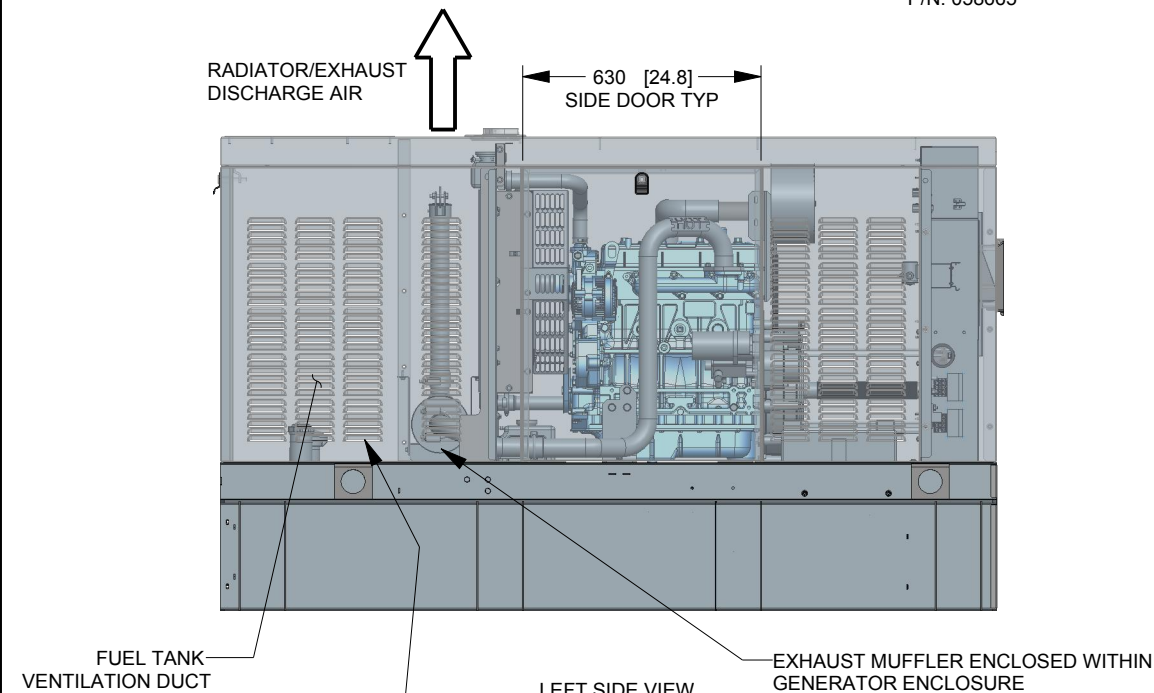 P/N: 058005
RADIATOR/EXHAUST
DISCHARGE AIR
630 [24.8]
SIDE DOOR TYP
FUEL TANK
VENTILATION DUCT
LEFT SIDE VIEW
EXHAUST MUFFLER ENCLOSED WITHIN
GENERATOR ENCLOSURE